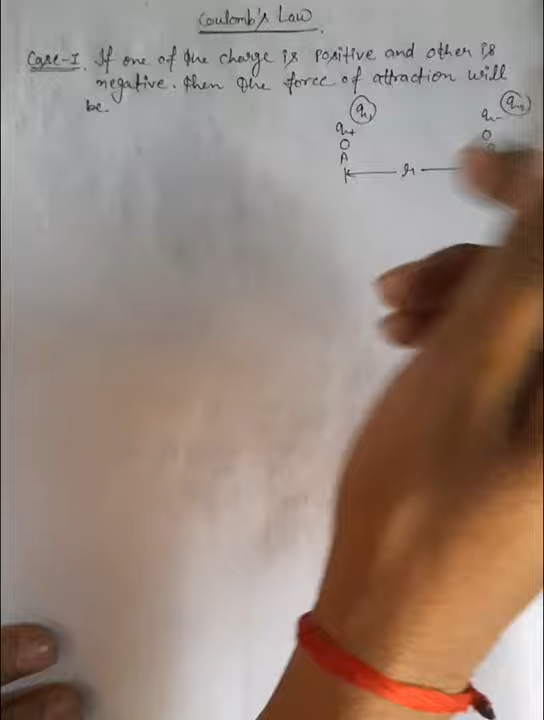 Coulomb's Law
Case-I. If one of the charge is positive and other is
negative. then the force of attraction will
be.
q₁ q₂
q+ q-
O O
A
r